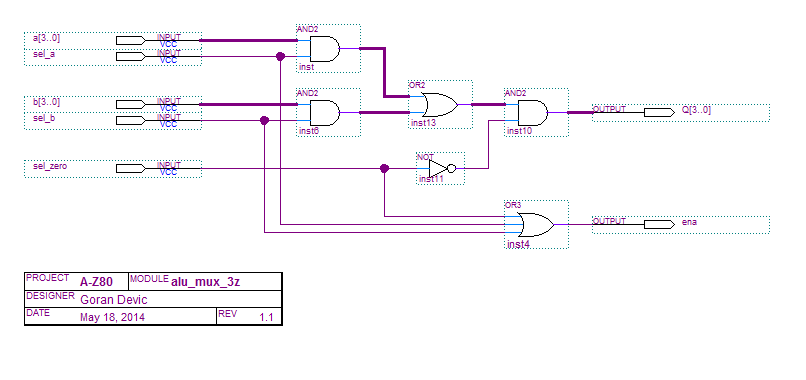 AND2
a[3..0] INPUT
VCC
sel_a INPUT
VCC
inst
OR2
AND2
AND2
b[3..0] INPUT
VCC
sel_b INPUT
VCC
inst6
inst13
inst10
OUTPUT Q[3..0]
NOT
sel_zero INPUT
VCC
inst11
OR3
OUTPUT ena
inst4
PROJECT A-Z80 MODULE alu_mux_3z
DESIGNER Goran Devic
DATE May 18, 2014 REV 1.1